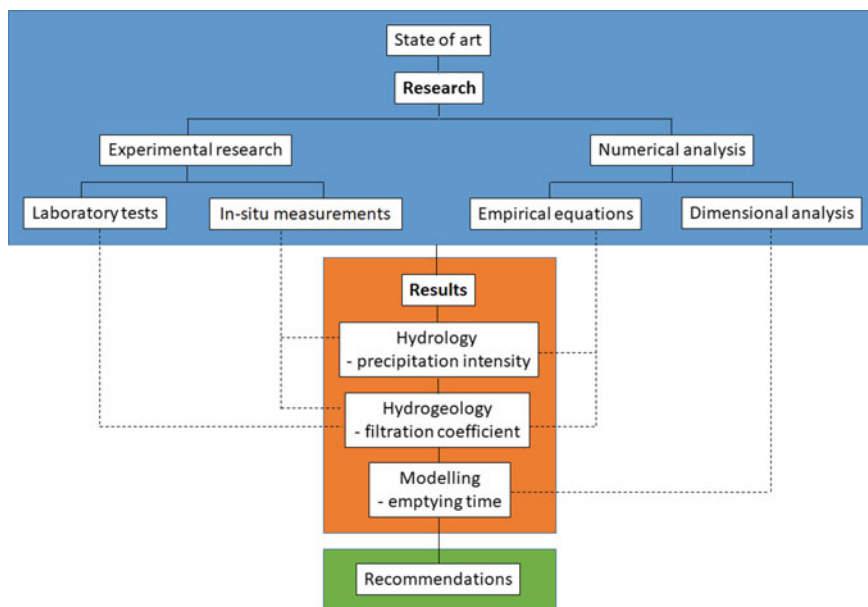 State of art
Research
Experimental research
Numerical analysis
Laboratory tests
In-situ measurements
Empirical equations
Dimensional analysis
Results
Hydrology
- precipitation intensity
Hydrogeology
- filtration coefficient
Modelling
- emptying time
Recommendations